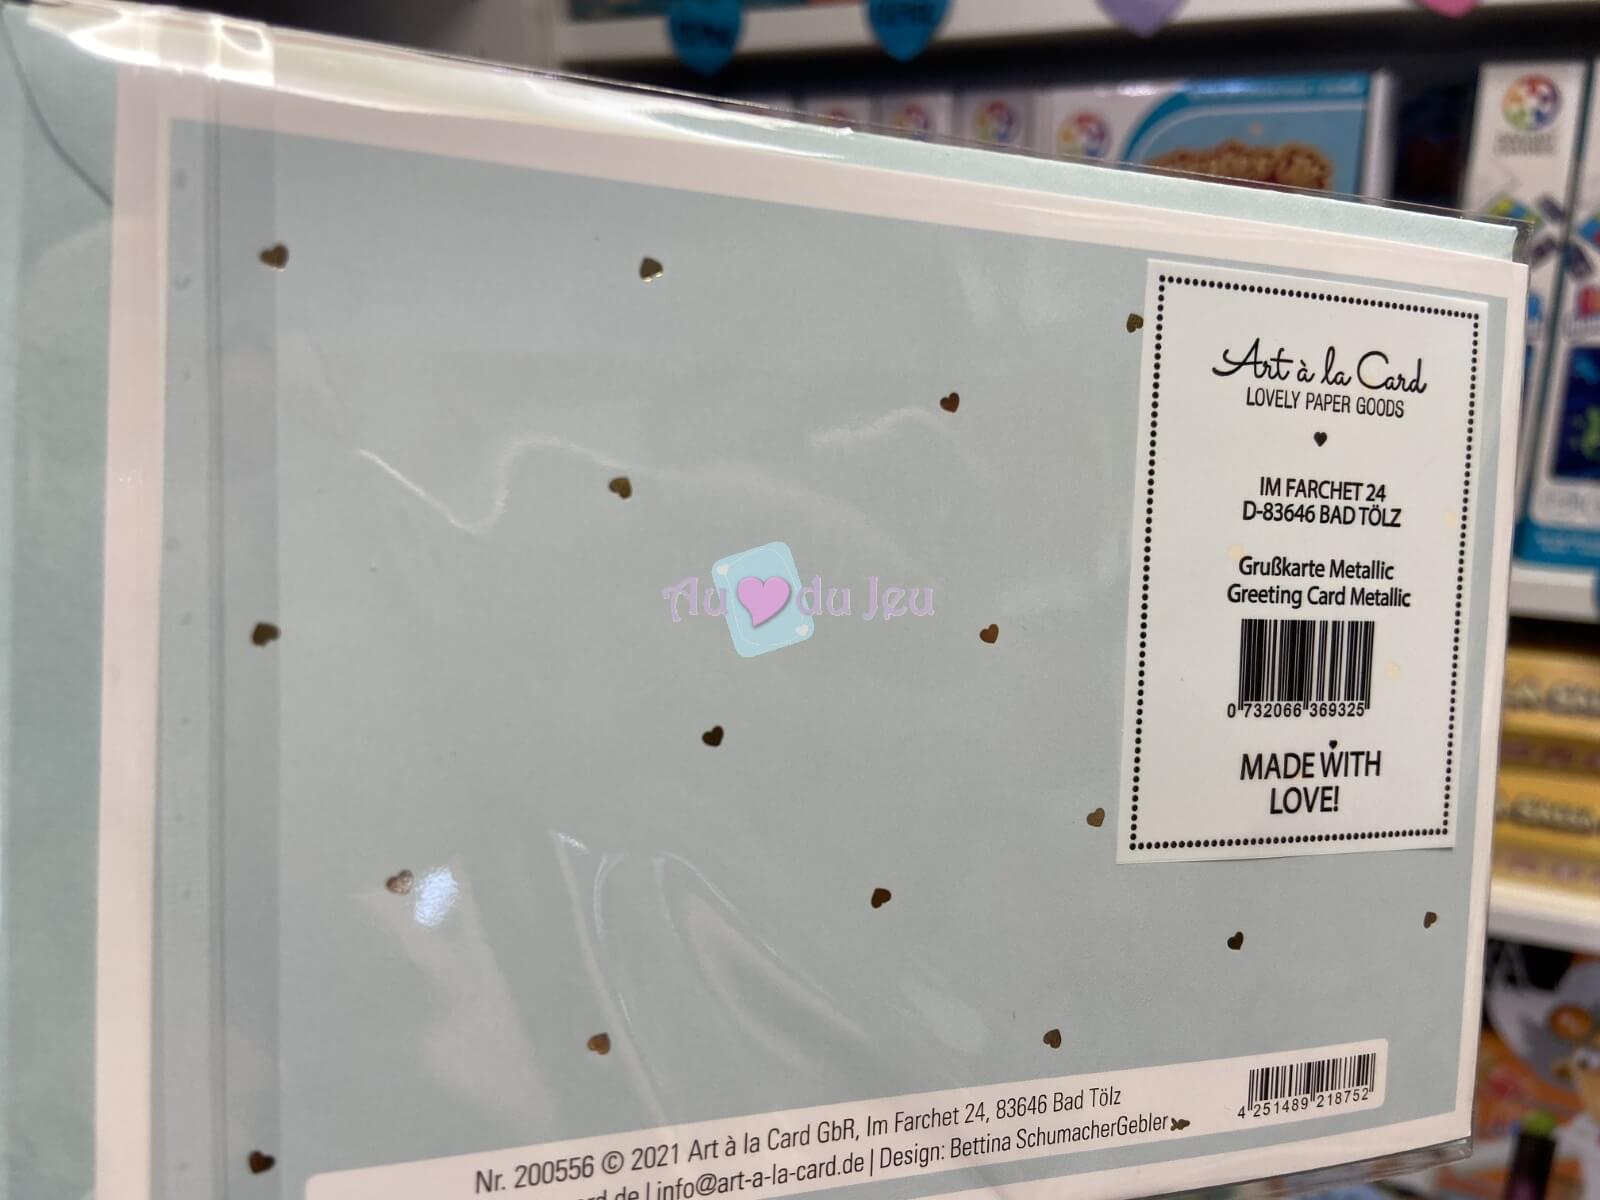 Art à la Card
LOVELY PAPER GOODS
IM FARCHET 24
D-83646 BAD TÖLZ
Grußkarte Metallic
Greeting Card Metallic
0 732066 369325
MADE WITH
LOVE!
Au du Jeu
4 251489 218752
Nr. 200556 © 2021 Art à la Card GbR, Im Farchet 24, 83646 Bad Tölz
rd.de | info@art-a-la-card.de | Design: Bettina SchumacherGebler